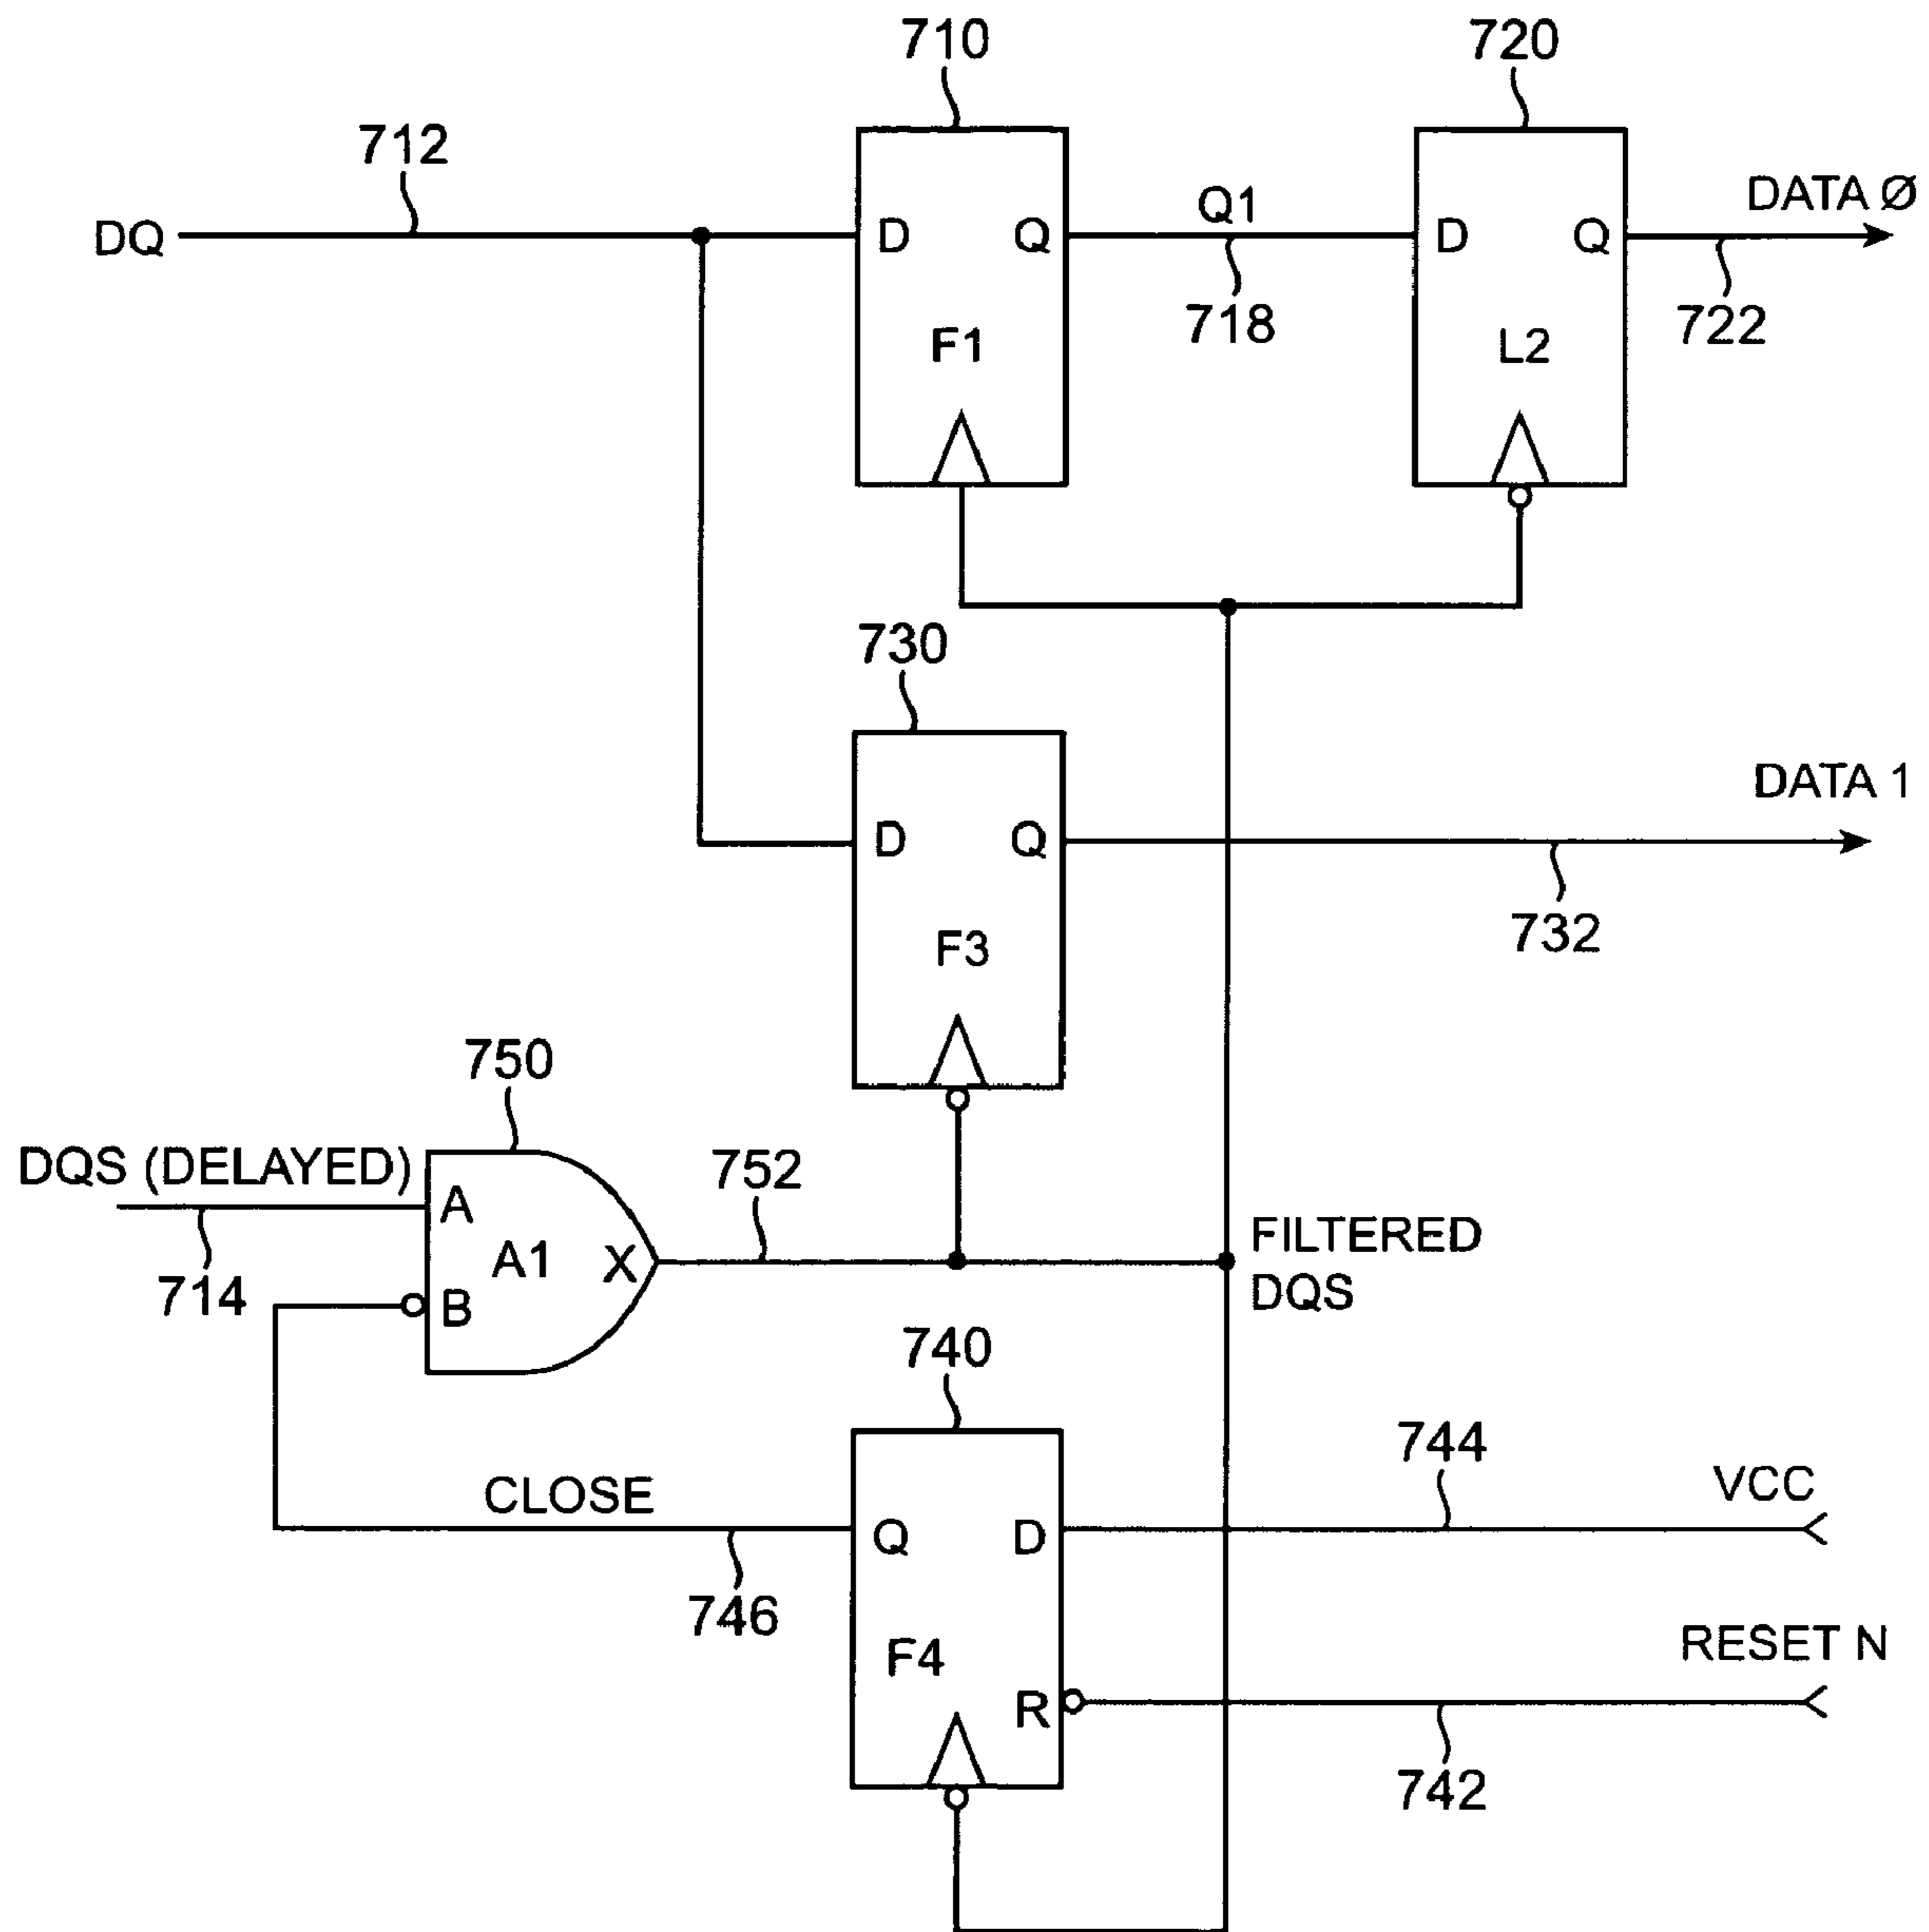 710
720
712
DQ
D
Q
Q1
D
Q
DATA Ø
F1
718
L2
722
730
DATA 1
D
Q
F3
732
750
DQS (DELAYED)
752
A
A1
X
714
B
FILTERED
DQS
740
744
VCC
CLOSE
Q
D
746
RESET N
F4
R
742